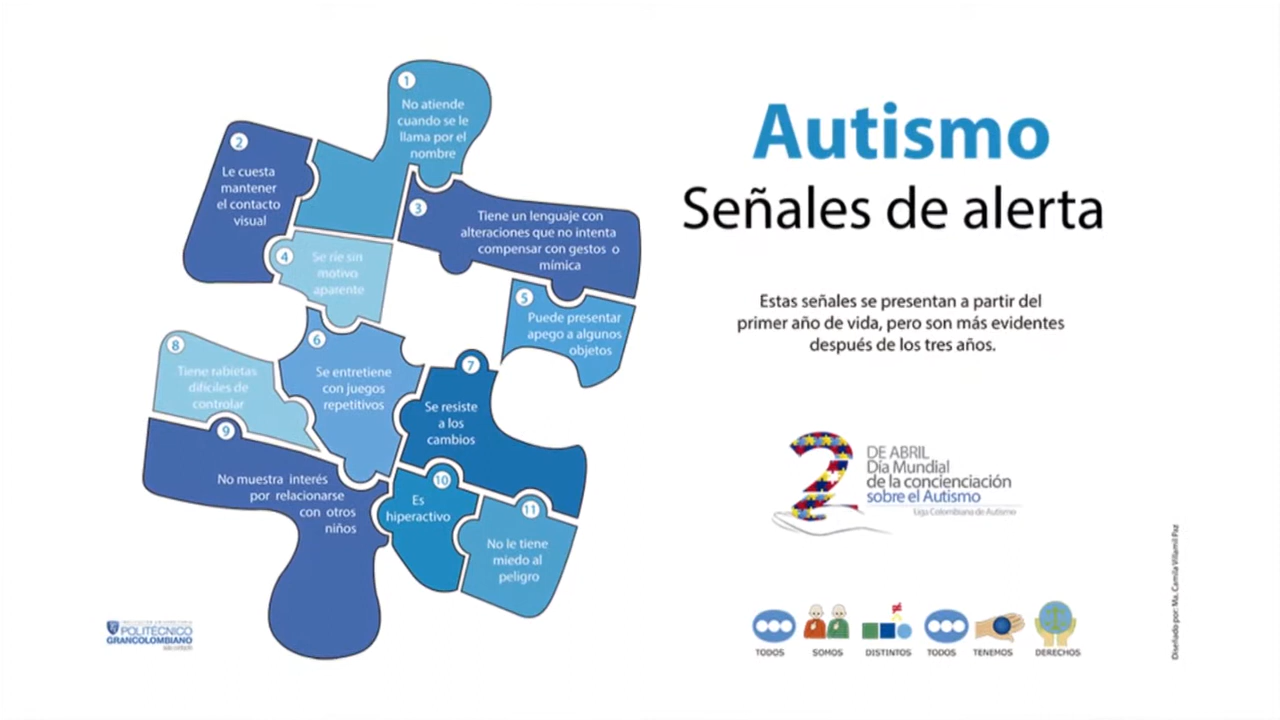 1
No atiende
cuando se le
llama por el
nombre
2
Le cuesta
mantener
el contacto
visual
3
Tiene un lenguaje con
alteraciones que no intenta
compensar con gestos o
mímica
4
Se ríe sin
motivo
aparente
5
Puede presentar
apego a algunos
objetos
6
Se entretiene
con juegos
repetitivos
7
Se resiste
a los
cambios
8
Tiene rabietas
difíciles de
controlar
9
No muestra interés
por relacionarse
con otros
niños
10
Es
hiperactivo
11
No le tiene
miedo al
peligro
Autismo
Señales de alerta
Estas señales se presentan a partir del
primer año de vida, pero son más evidentes
después de los tres años.
2
DE ABRIL
Día Mundial
de la concienciación
sobre el Autismo
Liga Colombiana de Autismo
TODOS SOMOS DISTINTOS TODOS TENEMOS DERECHOS
POLITÉCNICO
GRANCOLOMBIANO
Diseñado por: Ma. Camila Villamil Paz